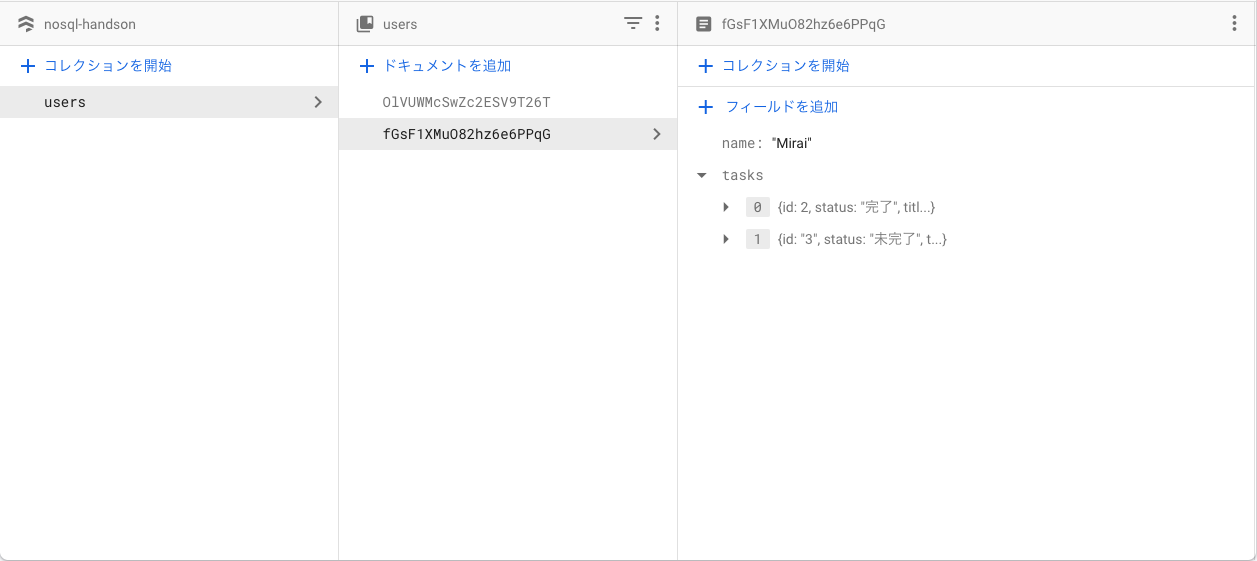 nosql-handson
コレクションを開始
users
users
ドキュメントを追加
OlVUWMcSwZc2ESV9T26T
fGsF1XMuO82hz6e6PPqG
fGsF1XMuO82hz6e6PPqG
コレクションを開始
フィールドを追加
name: "Mirai"
tasks
0 {id: 2, status: "完了", titl...}
1 {id: "3", status: "未完了", t...}